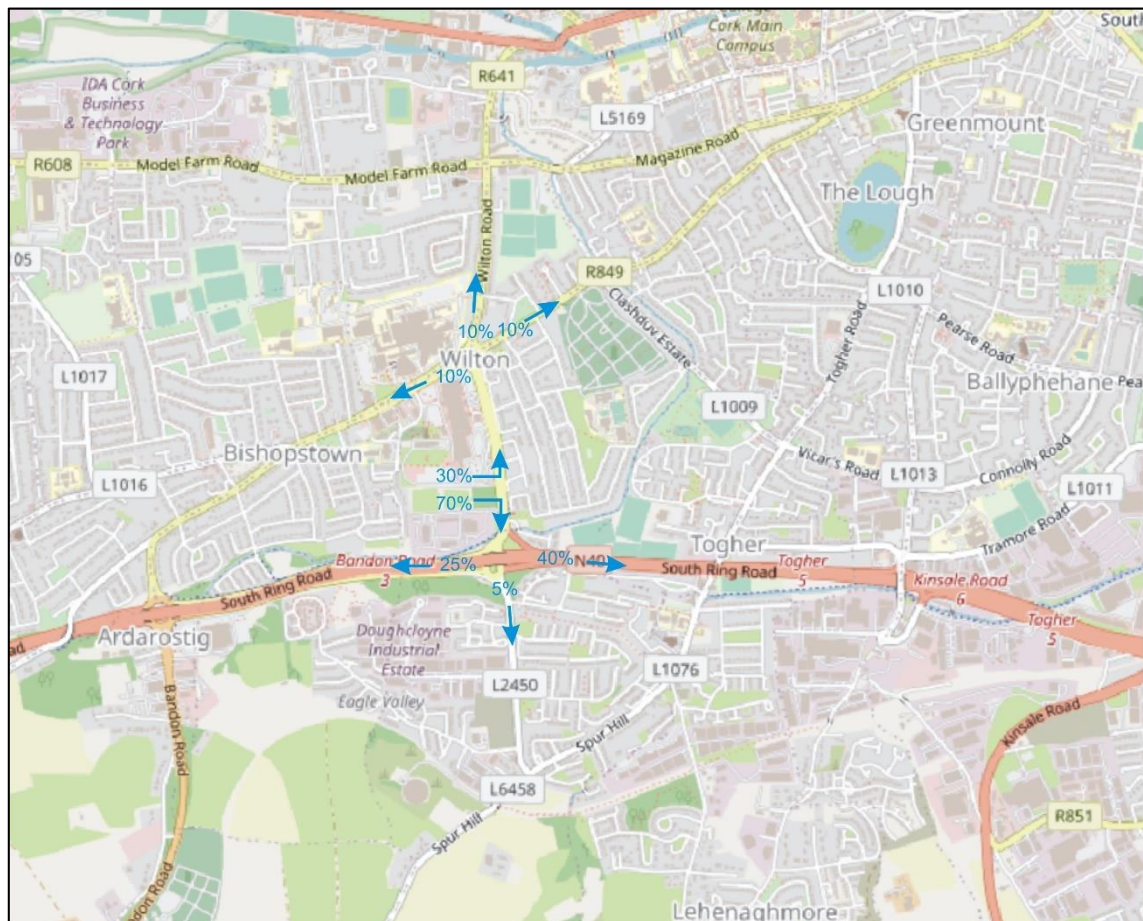 Cork Main
Campus
South
R641
IDA Cork
Business
& Technology
Park
L5169
Greenmount
R608
Model Farm Road
Model Farm Road
Magazine Road
The Lough
Wilton Road
05
R849
L1010
10%
10%
Clashduv Estate
Togher Road
Pearse Road
Wilton
L1017
10%
Ballyphehane
Pea
L1009
Bishopstown
Vicar's Road
L1013
Connolly Road
30%
L1016
L1011
70%
Tramore Road
Togher
Bandon Road
3
25%
40%
N40
South Ring Road
Togher
5
South Ring Road
Kinsale Road
6
5%
Togher
5
Ardarostig
ad
Doughcloyne
Industrial
Estate
L1076
L2450
Eagle Valley
Bandon Road
Spur Hill
Kinsale Road
L6458
R851
Spur Hill
Bandon Road
Lehenaghmore